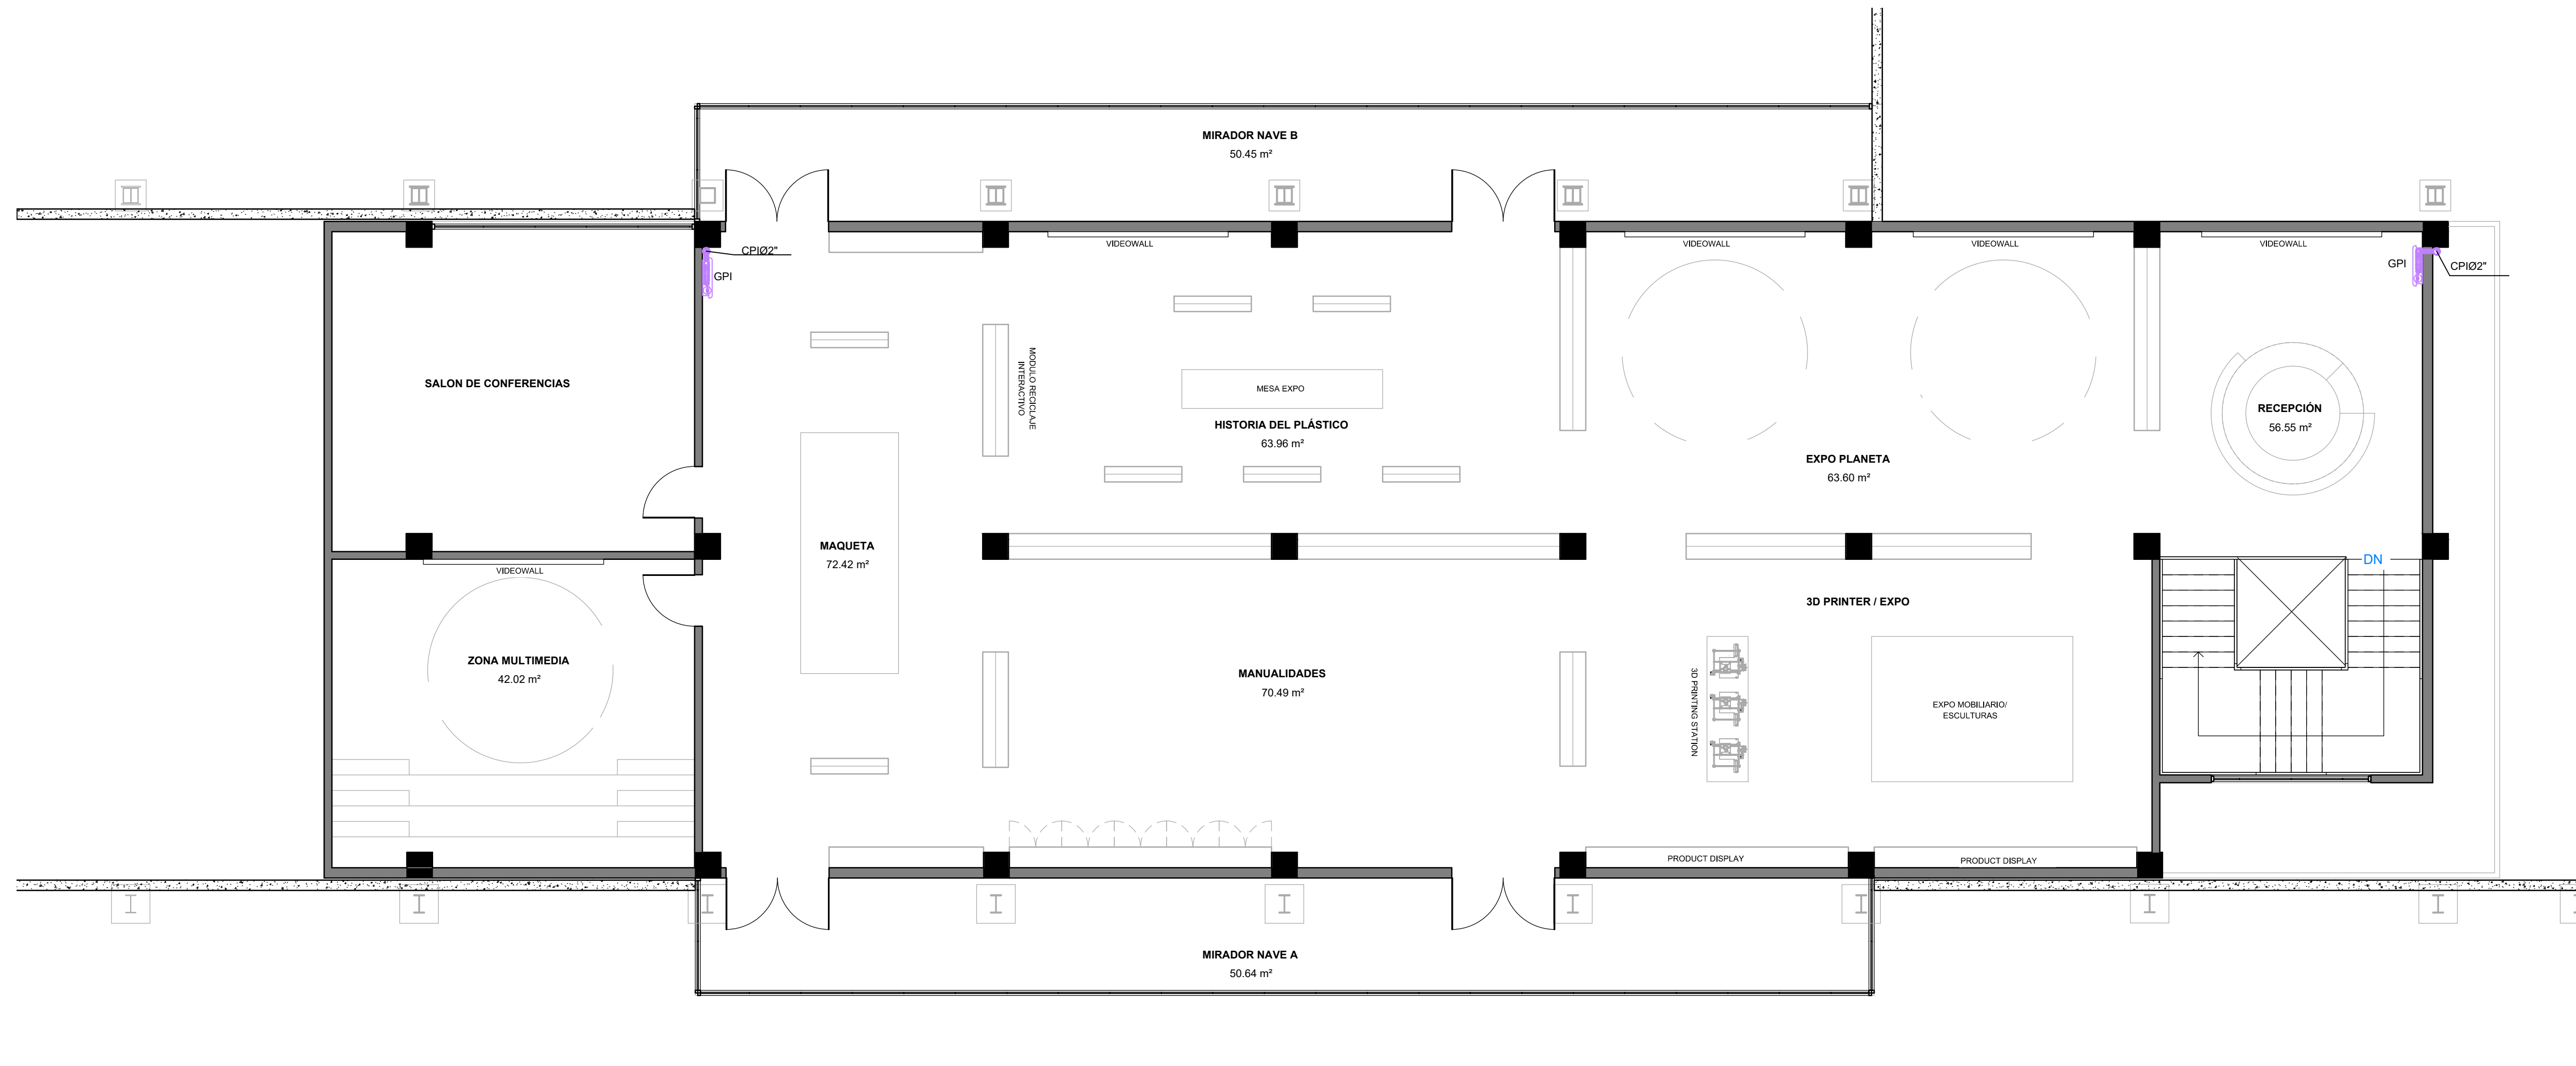 MIRADOR NAVE B
50.45 m²
VIDEOWALL
VIDEOWALL
VIDEOWALL
VIDEOWALL
CPIØ2"
GPI
GPI
CPIØ2"
SALON DE CONFERENCIAS
MODULO RECICLAJE
INTERACTIVO
MESA EXPO
HISTORIA DEL PLÁSTICO
63.96 m²
RECEPCIÓN
56.55 m²
EXPO PLANETA
63.60 m²
MAQUETA
72.42 m²
DN
VIDEOWALL
3D PRINTER / EXPO
ZONA MULTIMEDIA
42.02 m²
MANUALIDADES
70.49 m²
3D PRINTING STATION
EXPO MOBILIARIO/
ESCULTURAS
PRODUCT DISPLAY
PRODUCT DISPLAY
MIRADOR NAVE A
50.64 m²